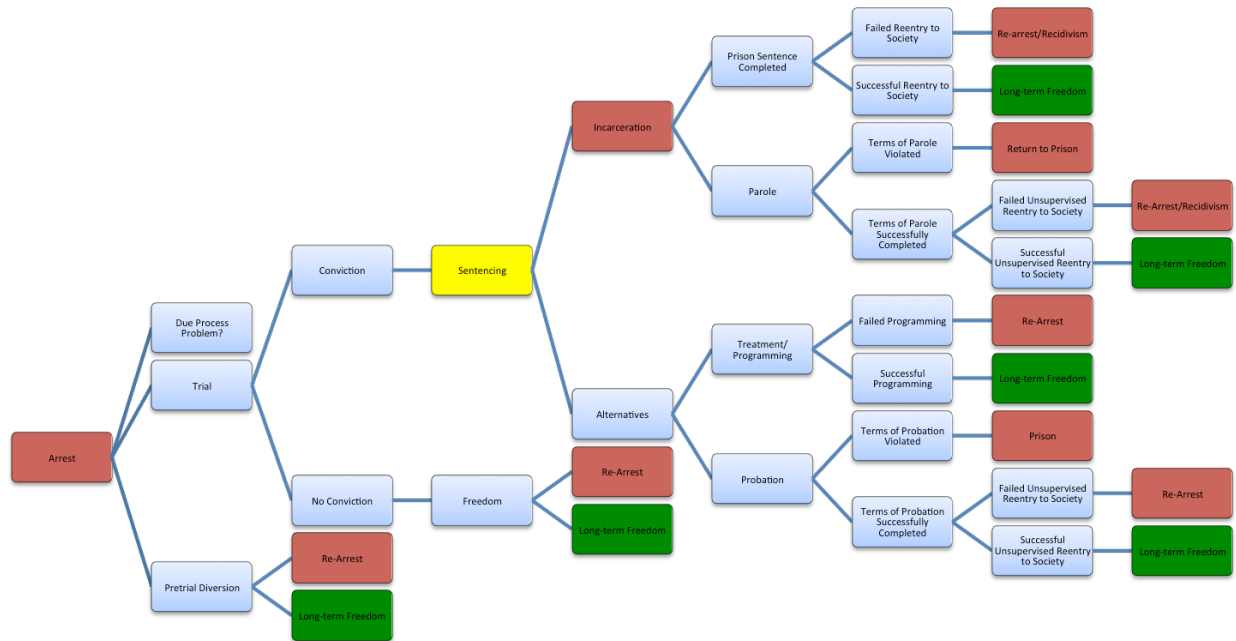 Failed Reentry to
Society
Re-arrest/Recidivism
Prison Sentence
Completed
Successful Reentry to
Society
Long-term Freedom
Incarceration
Terms of Parole
Violated
Return to Prison
Parole
Failed Unsupervised
Reentry to Society
Re-Arrest/Recidivism
Terms of Parole
Successfully
Completed
Successful
Unsupervised Reentry
to Society
Long-term Freedom
Conviction
Sentencing
Due Process
Problem?
Failed Programming
Re-Arrest
Treatment/
Programming
Trial
Successful
Programming
Long-term Freedom
Alternatives
Terms of Probation
Violated
Prison
Arrest
Re-Arrest
Probation
No Conviction
Freedom
Failed Unsupervised
Reentry to Society
Re-Arrest
Long-term Freedom
Terms of Probation
Successfully
Completed
Successful
Unsupervised Reentry
to Society
Long-term Freedom
Re-Arrest
Pretrial Diversion
Long-term Freedom